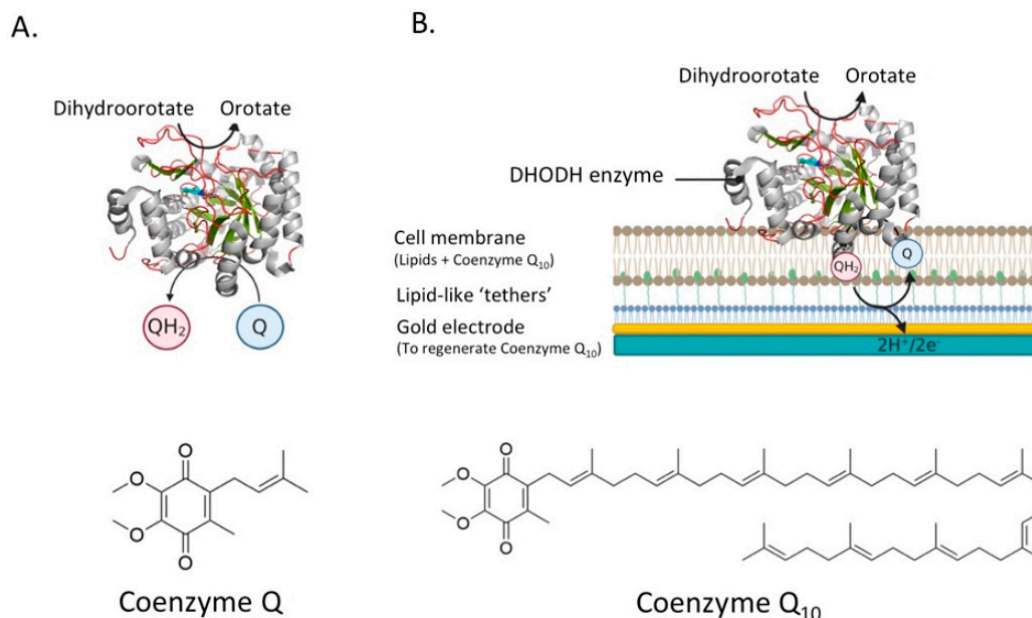 A.
Dihydroorotate Orotate
QH₂ Q
O
O
O
O
Coenzyme Q
B.
Dihydroorotate Orotate
DHODH enzyme
Cell membrane
(Lipids + Coenzyme Q₁₀)
QH₂ Q
Lipid-like ‘tethers’
Gold electrode
(To regenerate Coenzyme Q₁₀)
2H⁺/2e⁻
O
O
O
O
Coenzyme Q₁₀